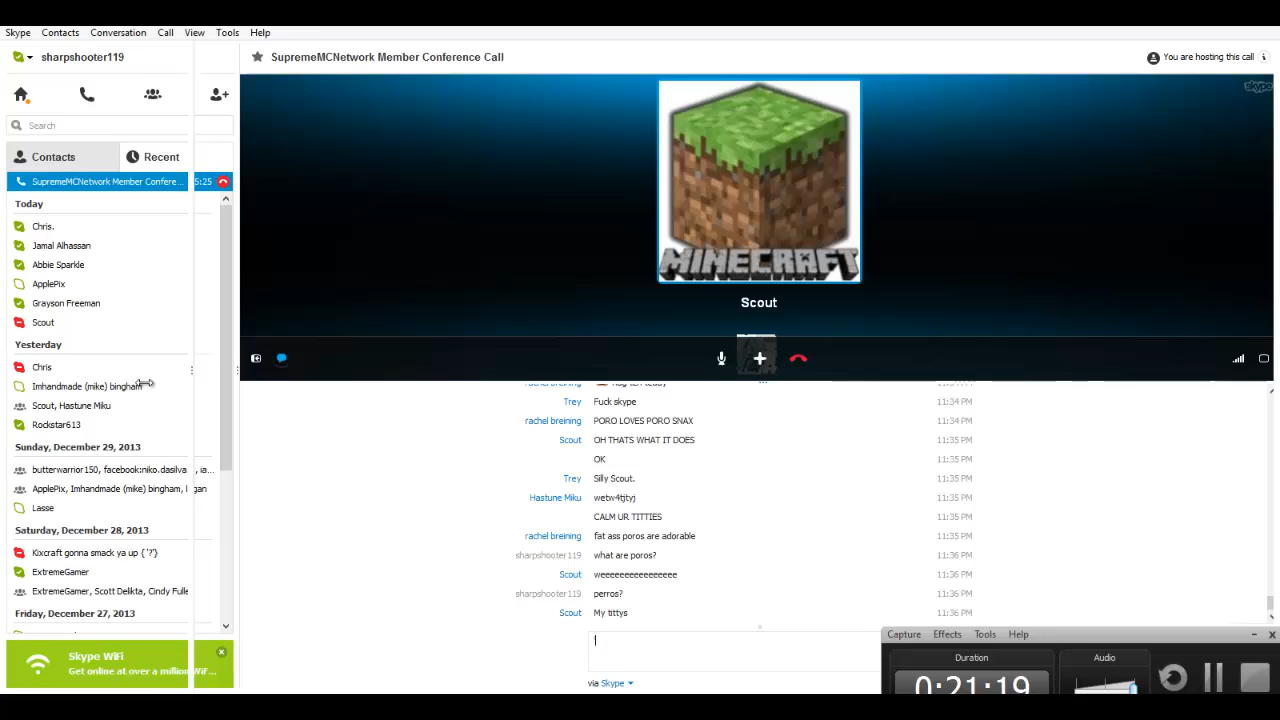 Skype Contacts Conversation Call View Tools Help
sharpshooter119
SupremeMCNetwork Member Conference Call
You are hosting this call
skype
Search
Contacts Recent
SupremeMCNetwork Member Confere... 5:25
Today
Chris.
Jamal Alhassan
Abbie Sparkle
ApplePix
Grayson Freeman
Scout
Yesterday
Chris
Imhandmade (mike) bingham
Scout, Hastune Miku
Rockstar613
Sunday, December 29, 2013
butterwarrior150, facebook:niko.dasilva, ia...
ApplePix, Imhandmade (mike) bingham,
Lasse
Saturday, December 28, 2013
Kixcraft gonna smack ya up { '?'}
ExtremeGamer
ExtremeGamer, Scott Delikta, Cindy Fulle
Friday, December 27, 2013
Skype WiFi
Get online at over a million WiF...
MINECRAFT
Scout
Trey Fuck skype 11:34 PM
rachel breining PORO LOVES PORO SNAX 11:34 PM
Scout OH THATS WHAT IT DOES 11:35 PM
OK 11:35 PM
Trey Silly Scout. 11:35 PM
Hastune Miku wetw4tjtyj 11:35 PM
CALM UR TITTIES 11:35 PM
rachel breining fat ass poros are adorable 11:35 PM
sharpshooter119 what are poros? 11:36 PM
Scout weeeeeeeeeeeeeeee 11:36 PM
sharpshooter119 perros? 11:36 PM
Scout My tittys 11:36 PM
via Skype
Capture Effects Tools Help
Duration Audio
0:21:19